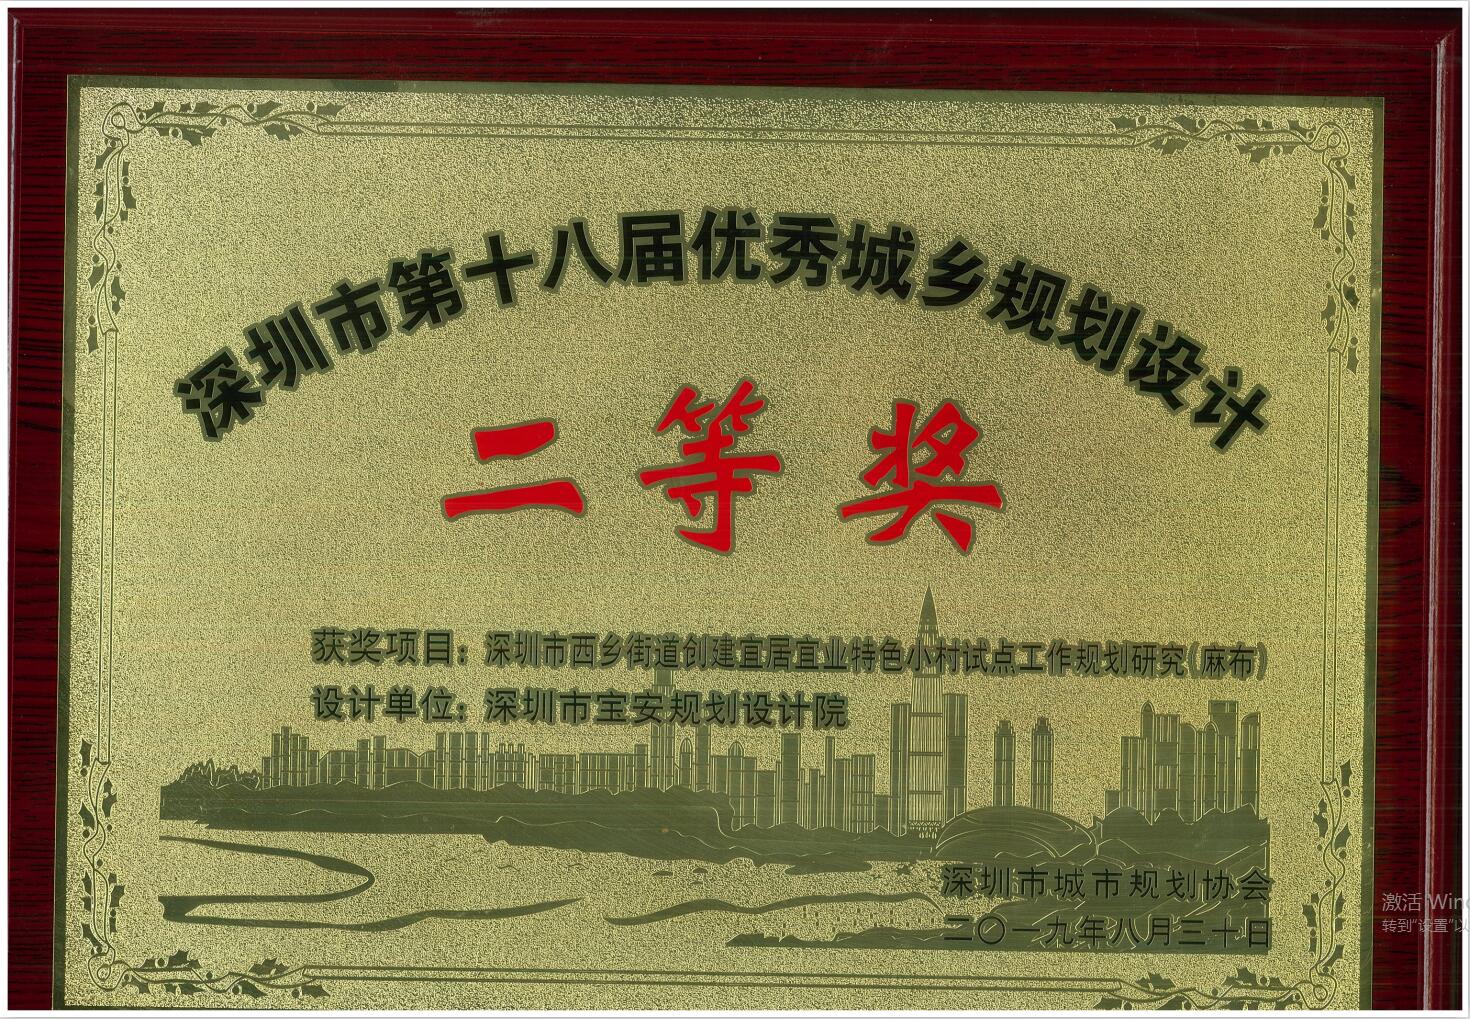 深圳市第十八届优秀城乡规划设计
二等奖
获奖项目：深圳市西乡街道创建宜居宜业特色小村试点工作规划研究(麻布)
设计单位：深圳市宝安规划设计院
深圳市城市规划协会
二〇一九年八月三十日
激活 Wind
转到"设置"以